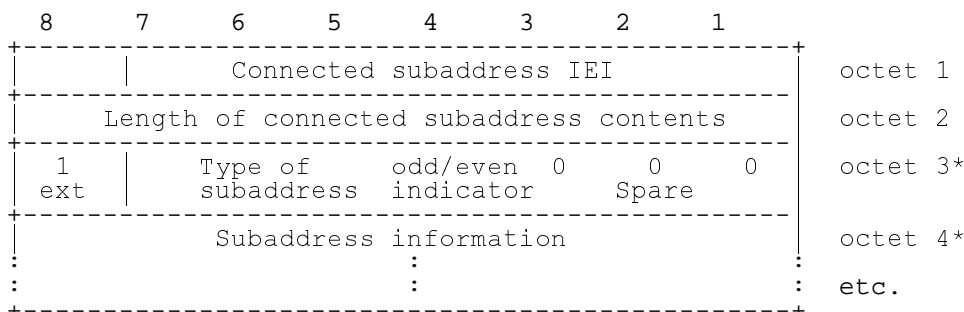 8 7 6 5 4 3 2 1
Connected subaddress IEI octet 1
Length of connected subaddress contents octet 2
1 Type of odd/even 0 0 0 octet 3*
ext subaddress indicator Spare
Subaddress information octet 4*
: : :
: : : etc.